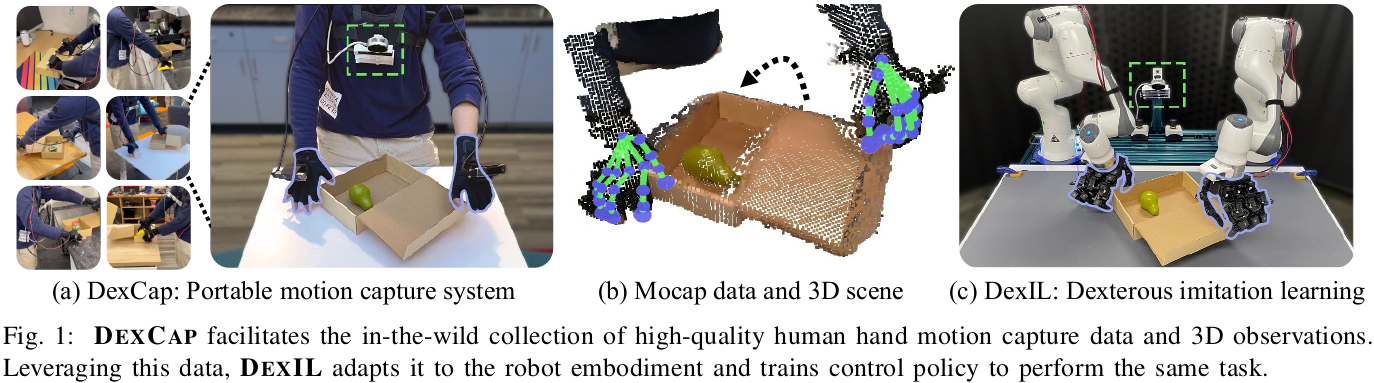 (a) DexCap: Portable motion capture system
(b) Mocap data and 3D scene
(c) DexIL: Dexterous imitation learning
Fig. 1: DEXCAP facilitates the in-the-wild collection of high-quality human hand motion capture data and 3D observations.
Leveraging this data, DEXIL adapts it to the robot embodiment and trains control policy to perform the same task.